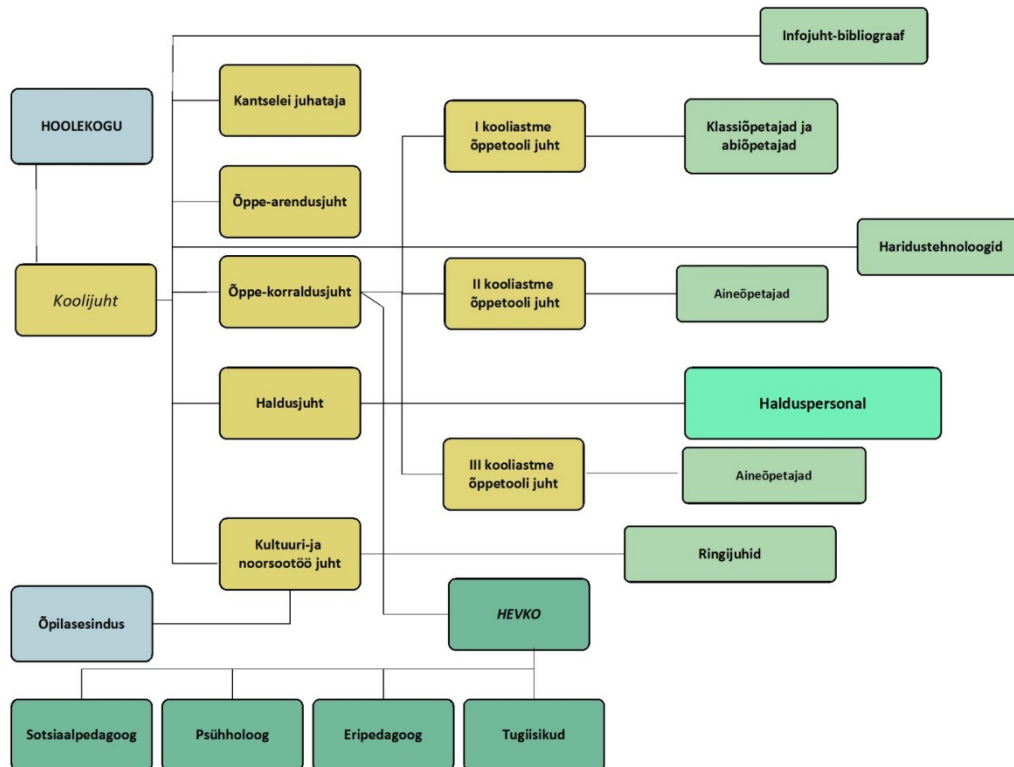 Infojuht-bibliograaf
HOOLEKOGU
Kantselei juhataja
I kooliastme
õppetooli juht
Klassiõpetajad ja
abiõpetajad
Õppe-arendusjuht
Haridustehnoloogid
Koolijuht
Õppe-korraldusjuht
II kooliastme
õppetooli juht
Aineõpetajad
Haldusjuht
Halduspersonal
III kooliastme
õppetooli juht
Aineõpetajad
Kultuuri-ja
noorsootöö juht
Ringijuhid
Õpilasesindus
HEVKO
Sotsiaalpedagoog
Psühholoog
Eripedagoog
Tugiisikud